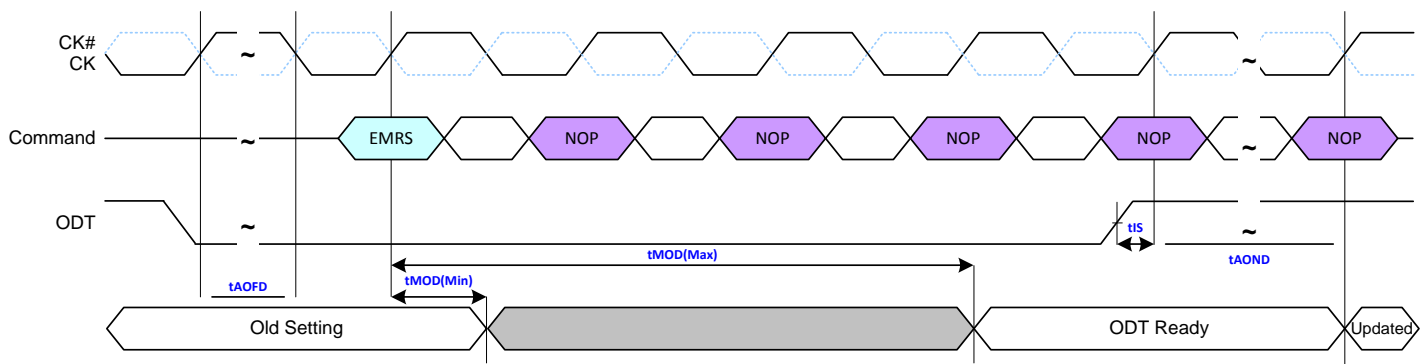 CK#
CK
~ ~
Command ~ EMRS NOP NOP NOP NOP ~ NOP
ODT ~ tIS ~
tMOD(Max) tAOND
tAOFD tMOD(Min)
Old Setting ODT Ready Updated